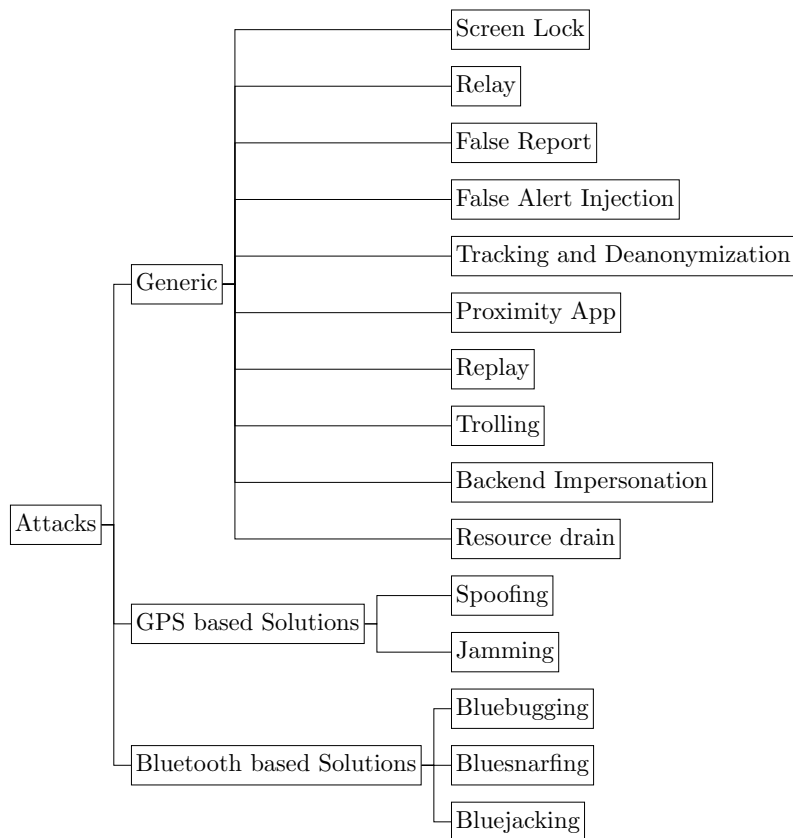 Screen Lock
Relay
False Report
False Alert Injection
Tracking and Deanonymization
Generic
Proximity App
Replay
Trolling
Backend Impersonation
Attacks
Resource drain
Spoofing
GPS based Solutions
Jamming
Bluebugging
Bluetooth based Solutions
Bluesnarfing
Bluejacking